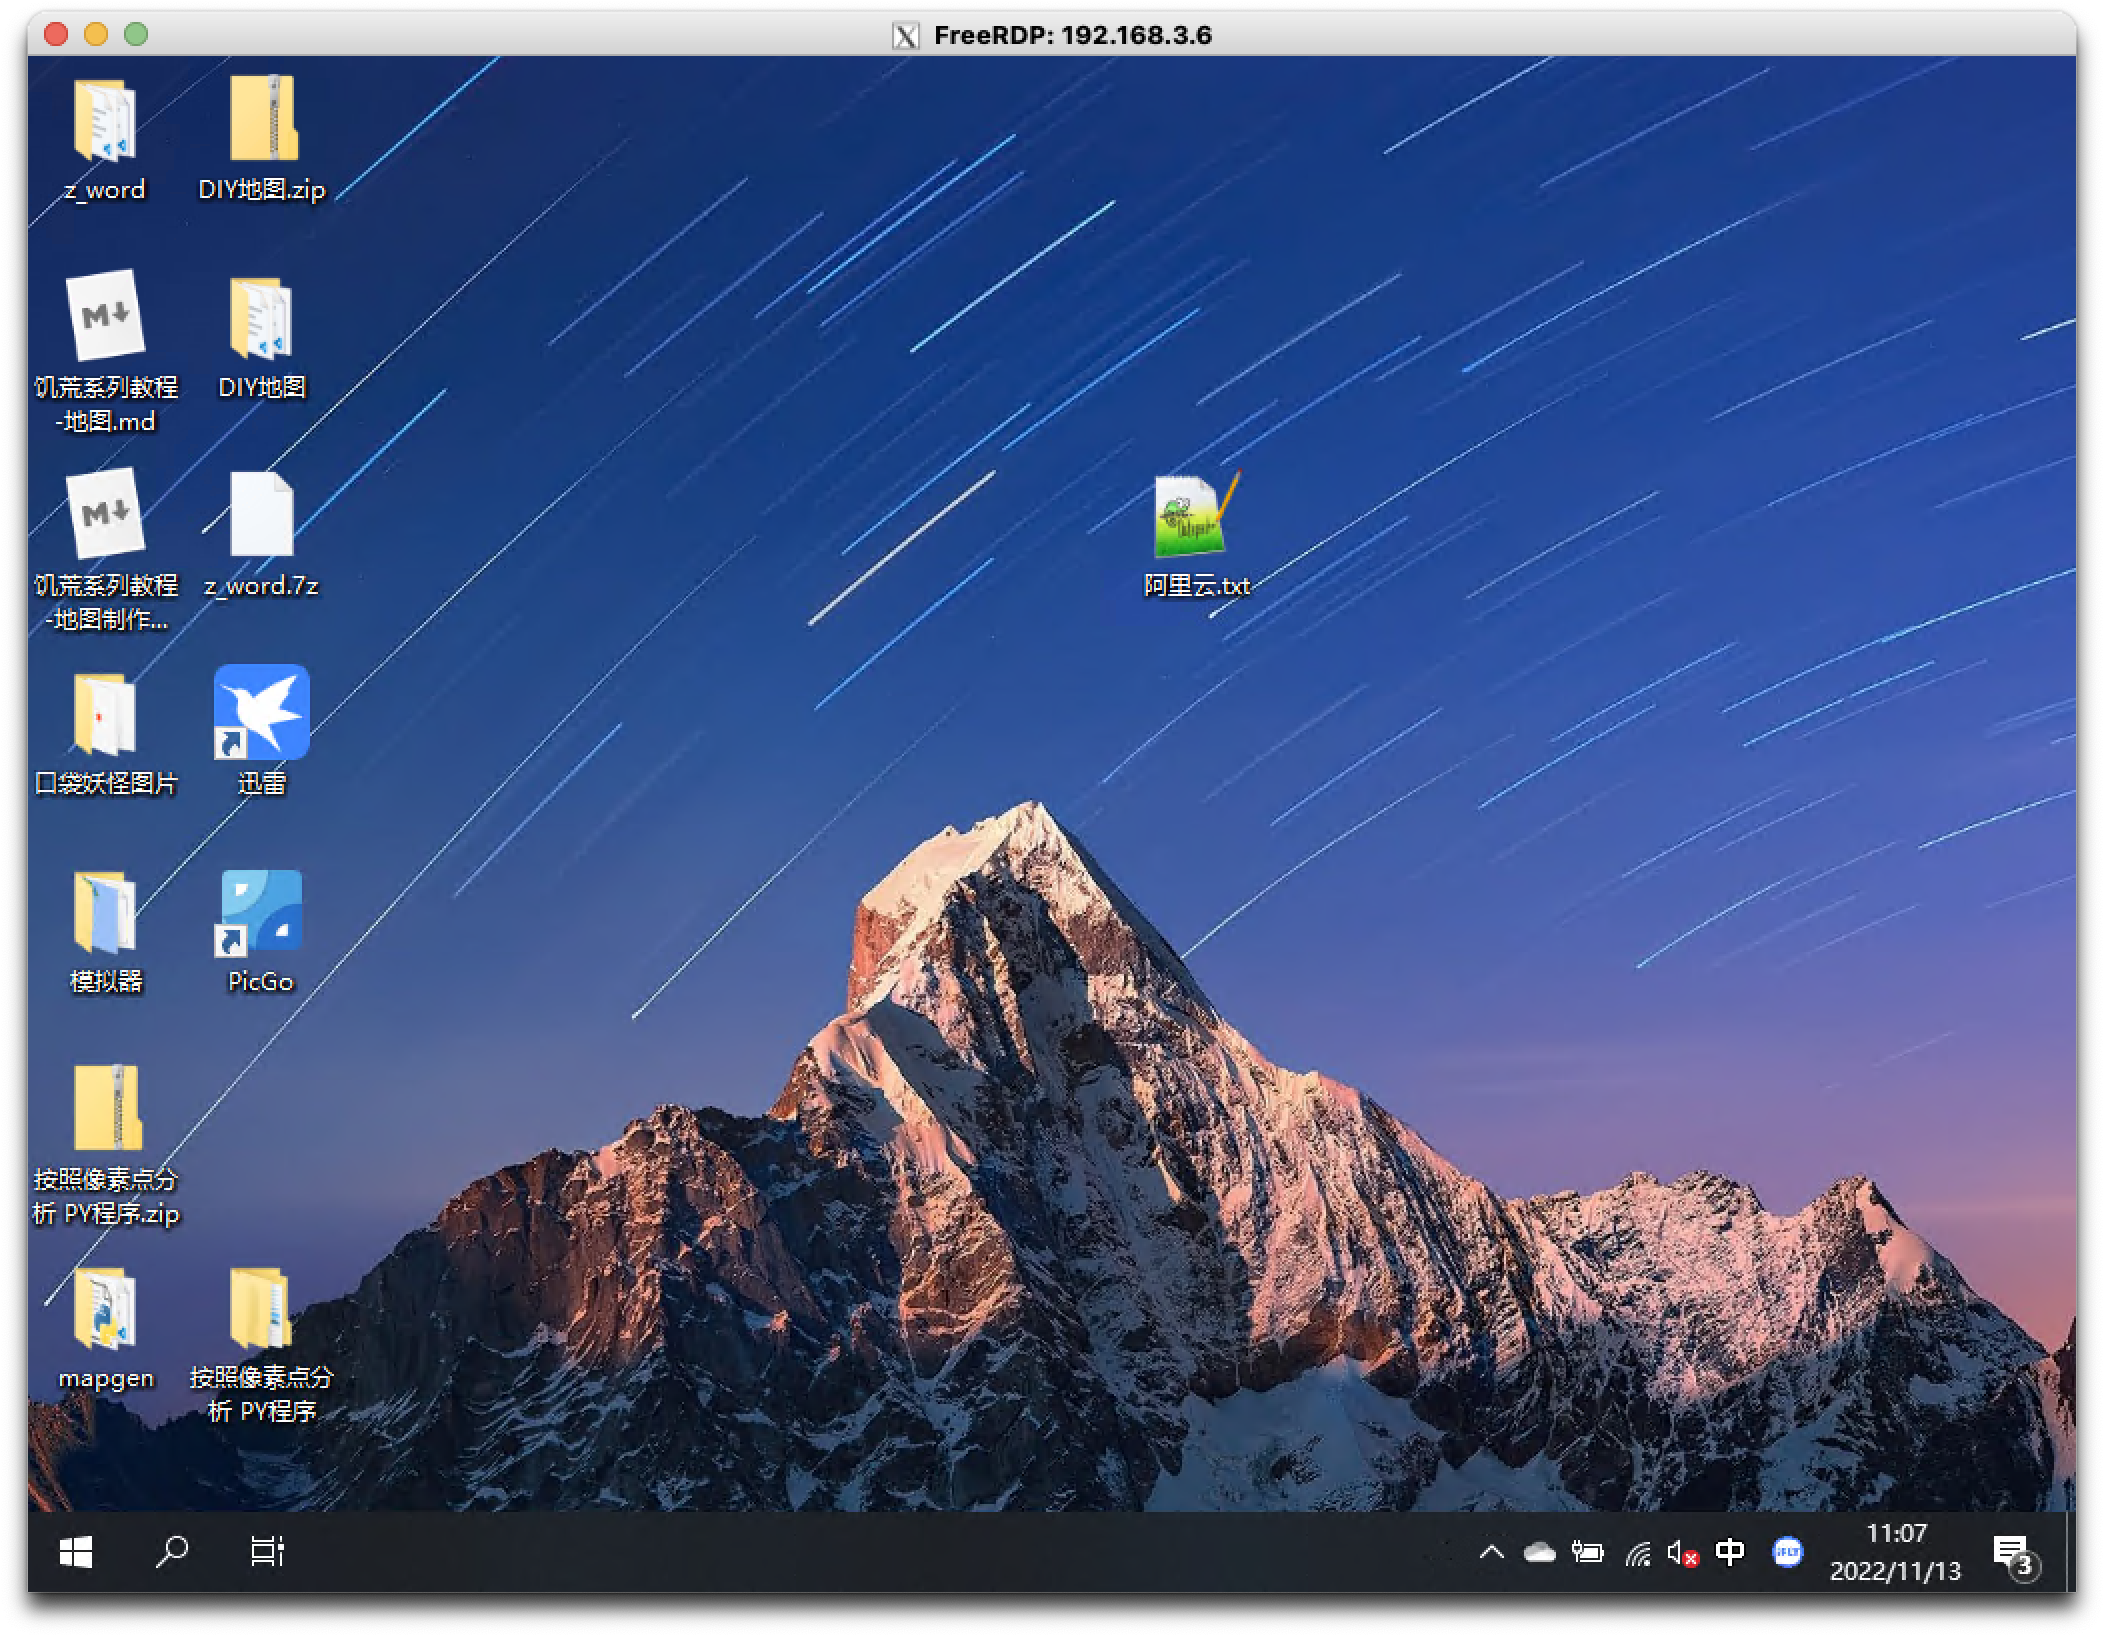 FreeRDP: 192.168.3.6
z_word
DIY地图.zip
饥荒系列教程
-地图.md
DIY地图
饥荒系列教程
-地图制作...
z_word.7z
阿里云.txt
口袋妖怪图片
迅雷
模拟器
PicGo
按照像素点分
析 PY程序.zip
mapgen
按照像素点分
析 PY程序
中
11:07
2022/11/13
3